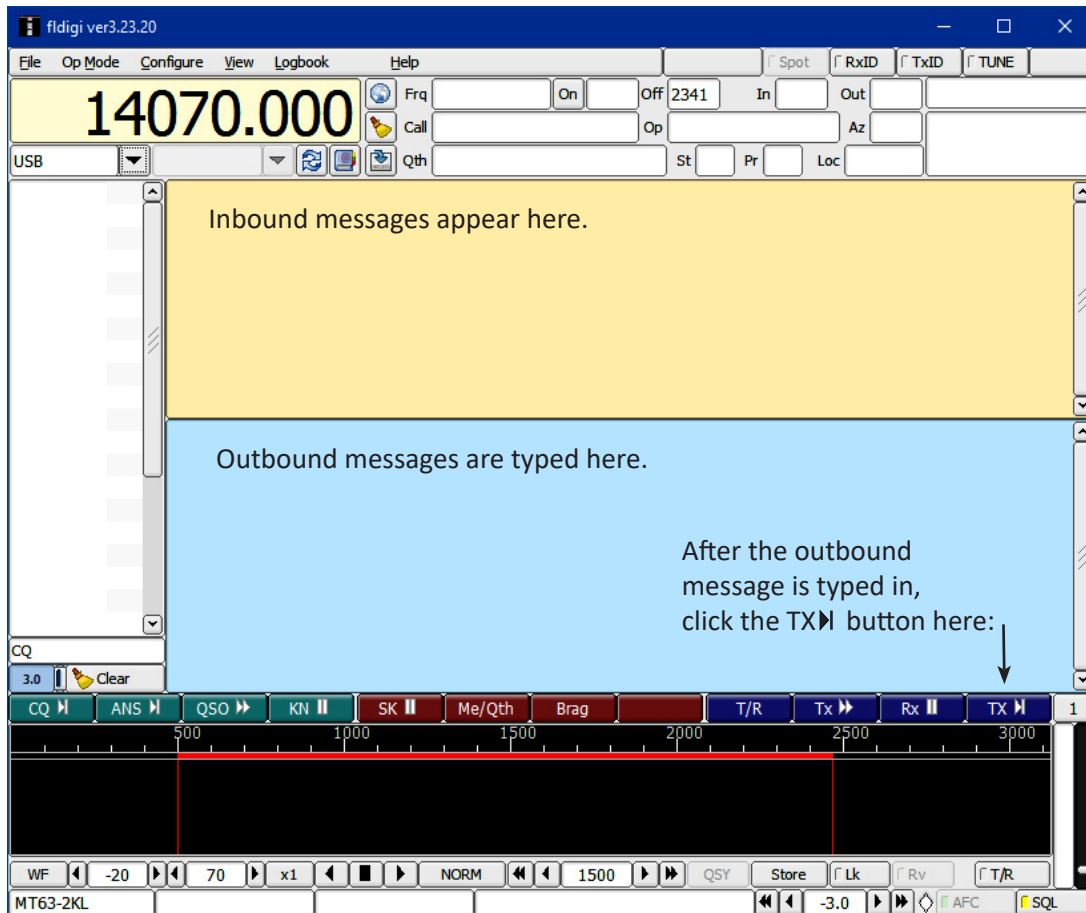 fldigi ver3.23.20
File Op Mode Configure View Logbook Help Spot RxID TxID TUNE
14070.000 Frq On Off 2341 In Out
Call Op Az
USB Qth St Pr Loc
Inbound messages appear here.
Outbound messages are typed here.
After the outbound
message is typed in,
click the TX button here:
CQ
3.0 Clear
CQ ANS QSO KN SK Me/Qth Brag T/R Tx Rx TX 1
500 1000 1500 2000 2500 3000
WF -20 70 x1 NORM 1500 QSY Store Lk Rv T/R
MT63-2KL -3.0 AFC SQL